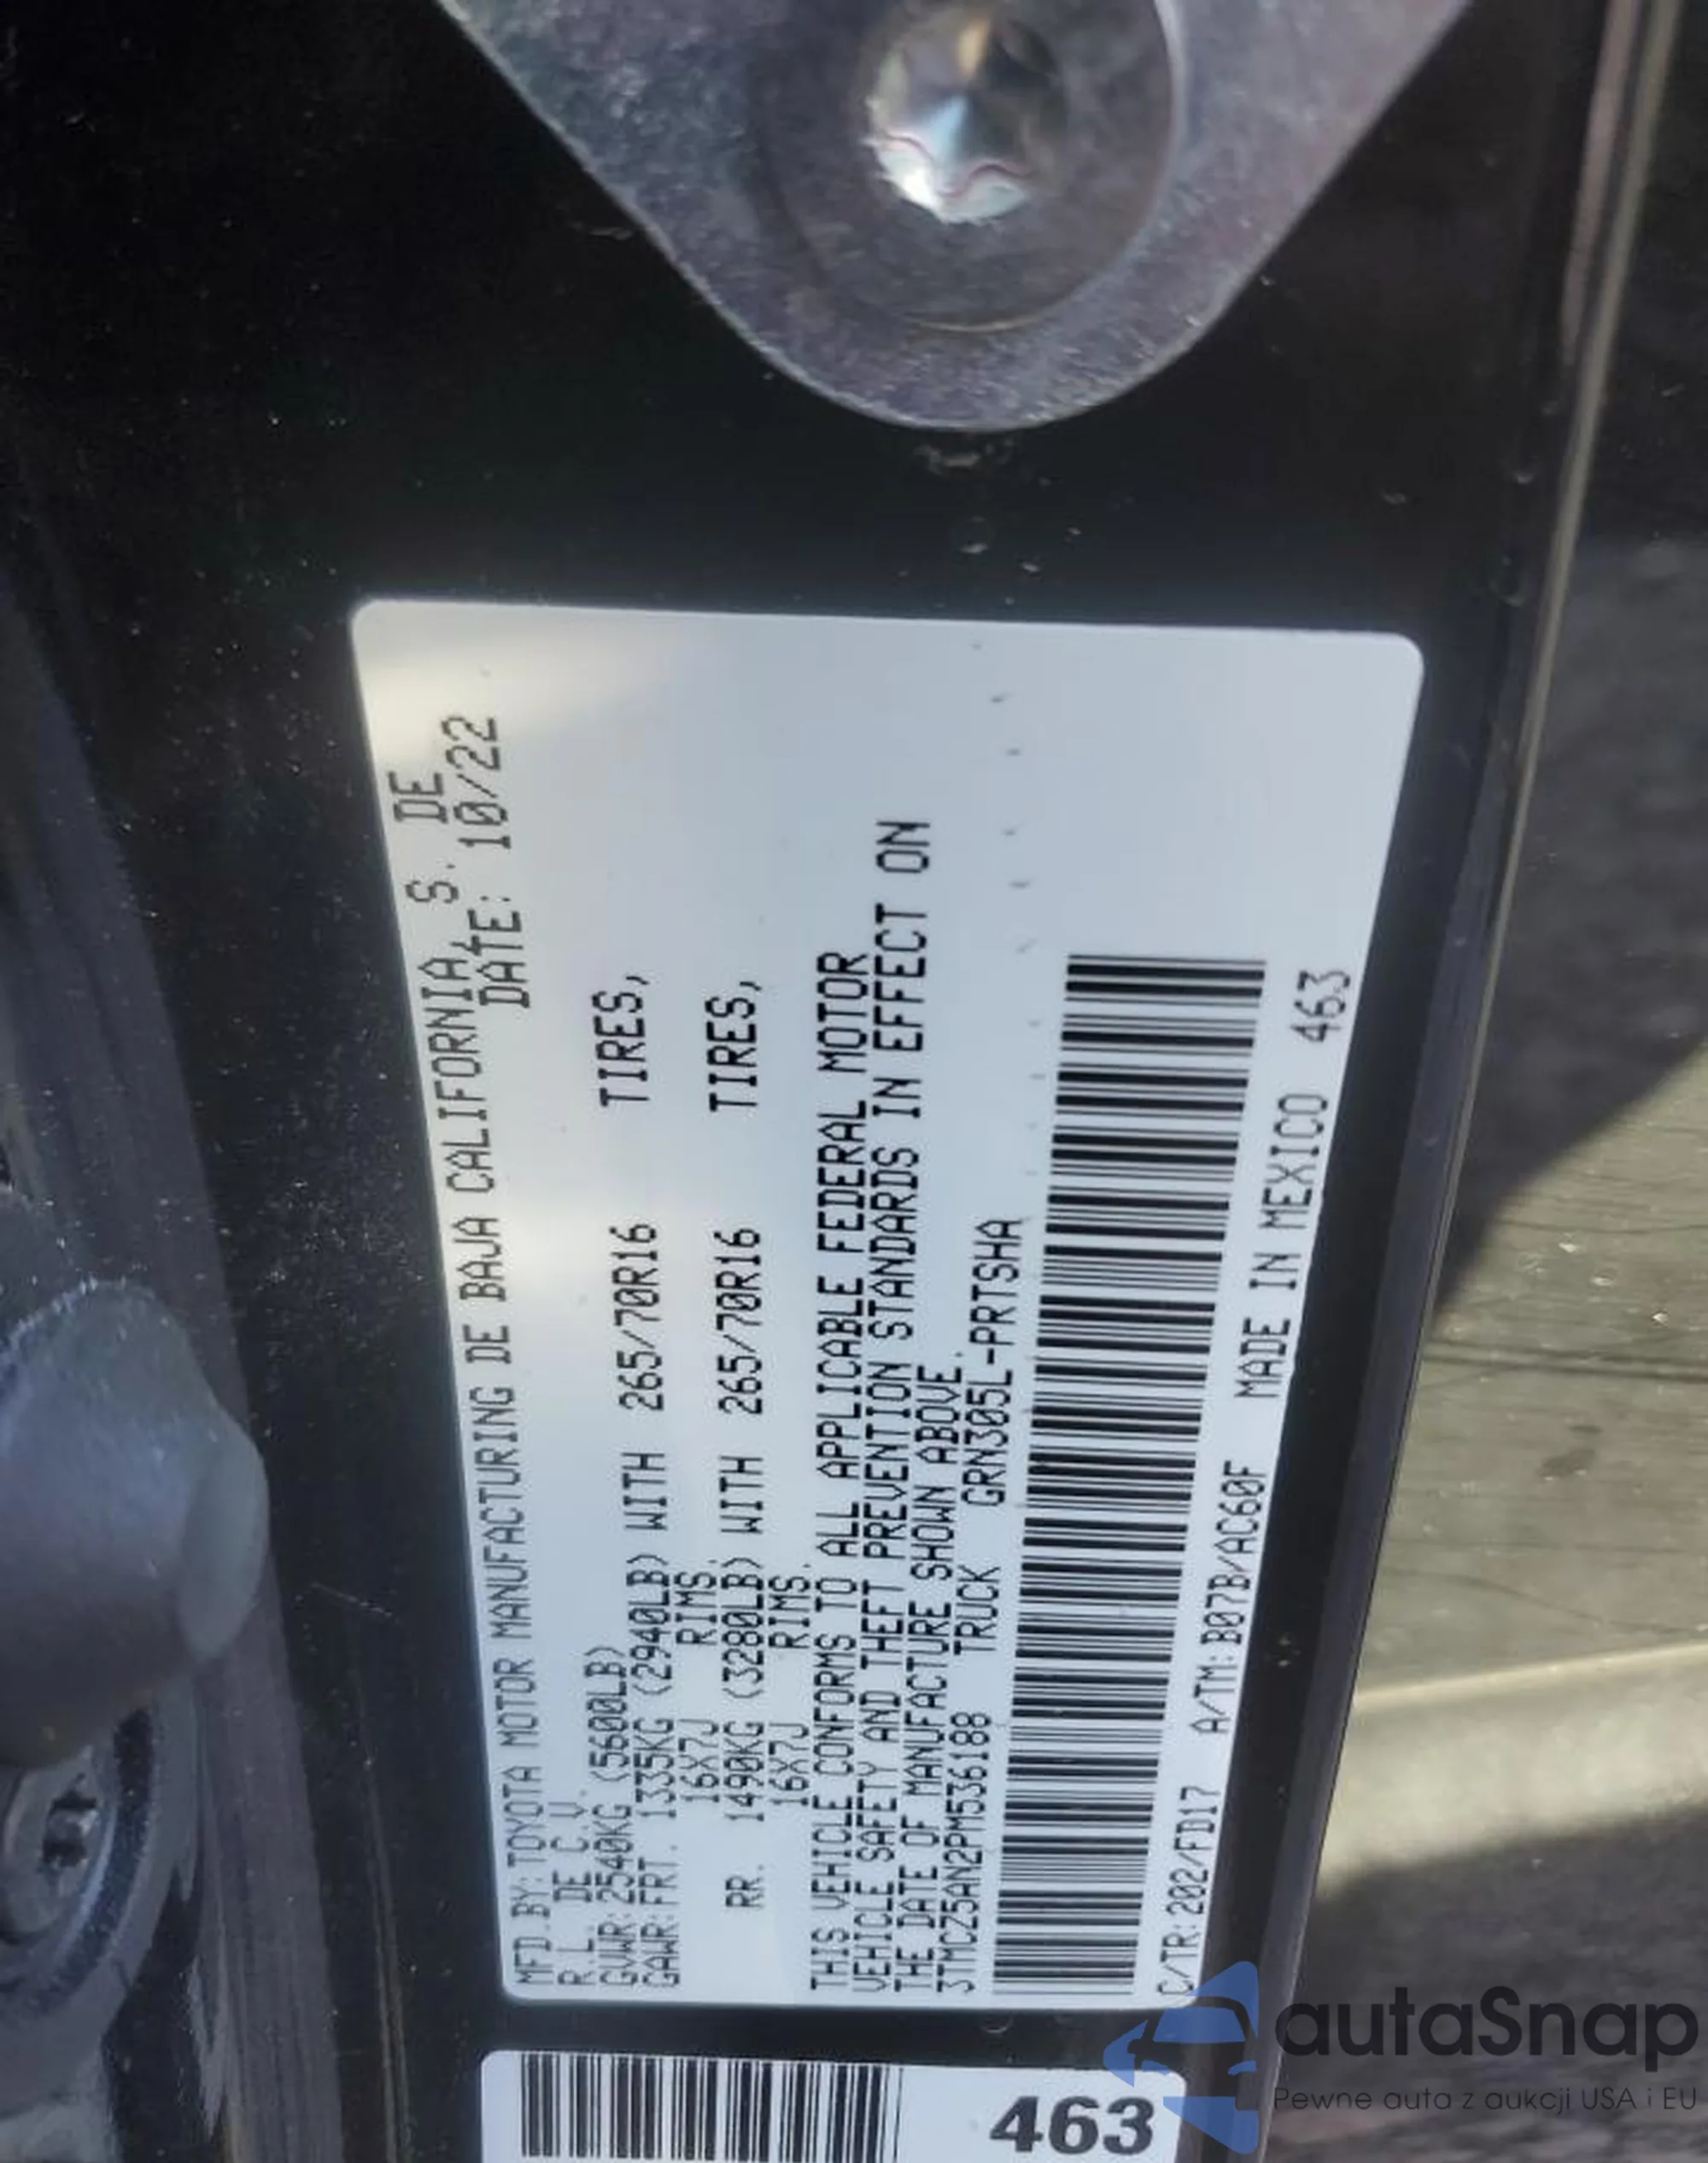 MFD.BY:TOYOTA MOTOR MANUFACTURING DE BAJA CALIFORNIA, S. DE
R.L. DE C.V. DATE: 10/22
GVWR:2540KG (5600LB)
GAWR:FRT. 1335KG (2940LB) WITH 265/70R16 TIRES,
16X7J RIMS.
RR. 1490KG (3280LB) WITH 265/70R16 TIRES,
16X7J RIMS.
THIS VEHICLE CONFORMS TO ALL APPLICABLE FEDERAL MOTOR
VEHICLE SAFETY AND THEFT PREVENTION STANDARDS IN EFFECT ON
THE DATE OF MANUFACTURE SHOWN ABOVE.
3TMCZ5AN2PM536188 TRUCK GRN305L-PRTSHA
C/TR:202/FD17 A/TM:B07B/AC60F MADE IN MEXICO 463
463
autaSnap
Pewne auta z aukcji USA i EU